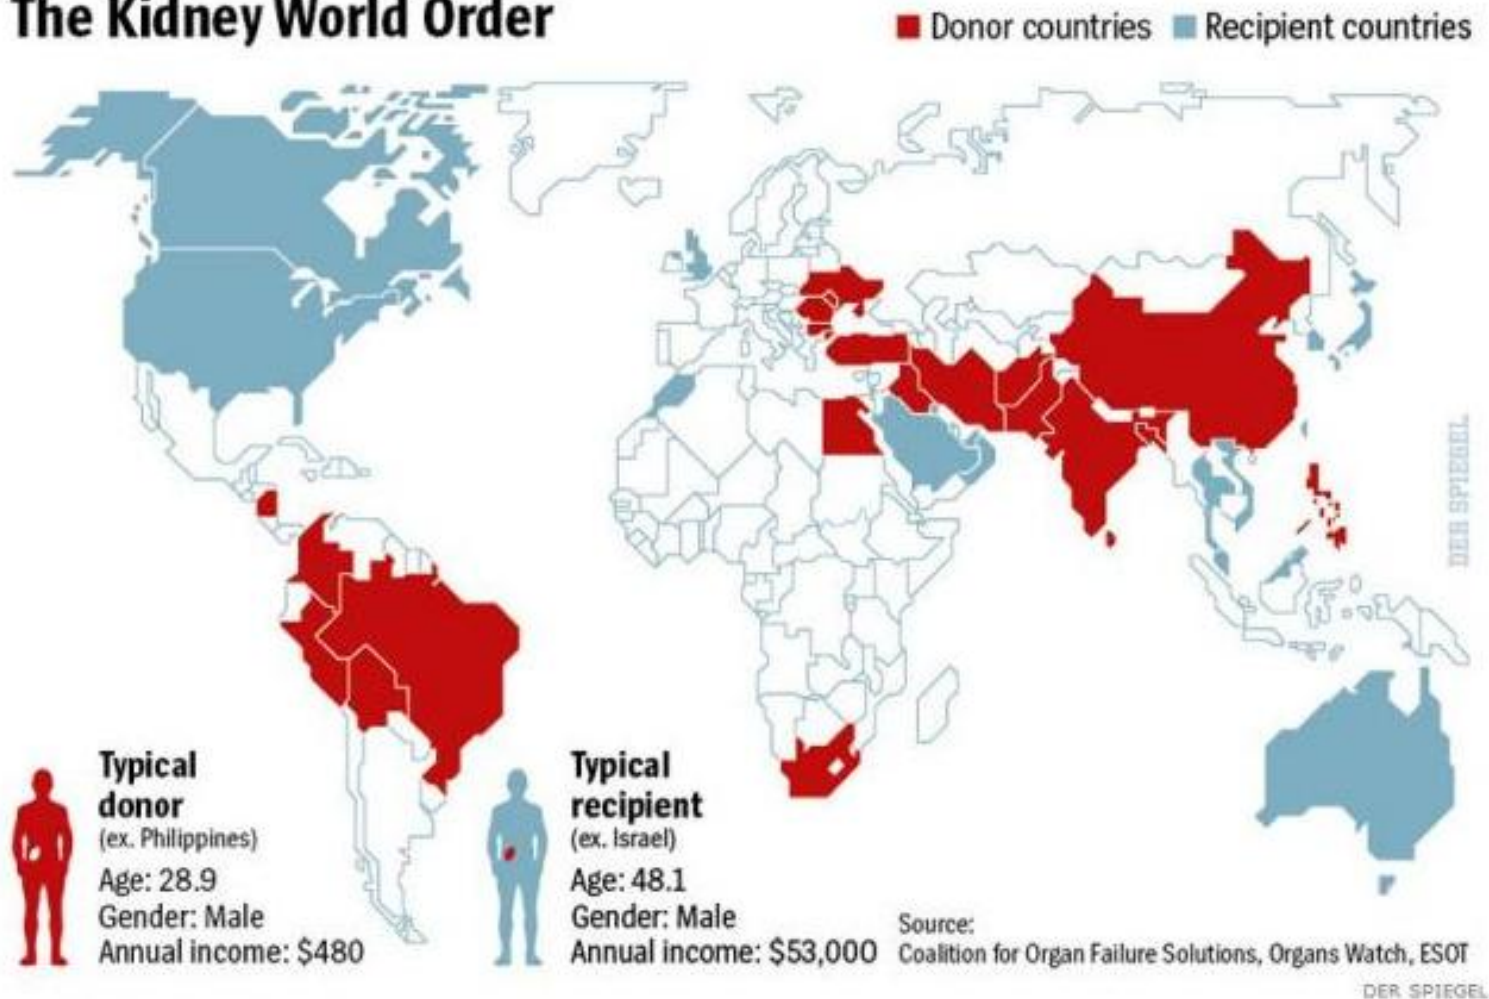 The Kidney World Order
Donor countries
Recipient countries
DER SPIEGEL
Typical
donor
(ex. Philippines)
Age: 28.9
Gender: Male
Annual income: $480
Typical
recipient
(ex. Israel)
Age: 48.1
Gender: Male
Annual income: $53,000
Source:
Coalition for Organ Failure Solutions, Organs Watch, ESOT
DER SPIEGEL